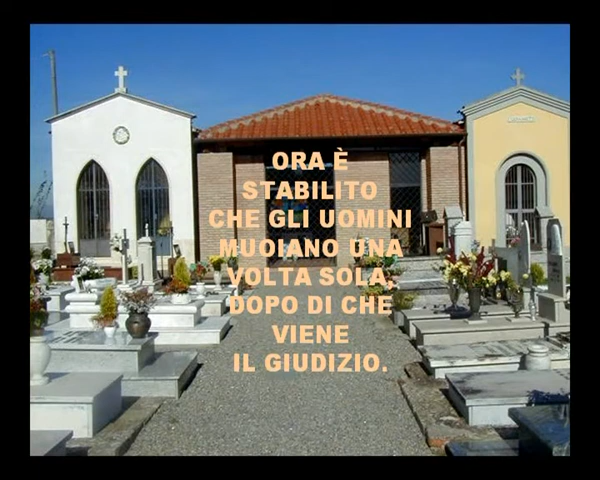 ORA È
STABILITO
CHE GLI UOMINI
MUOIANO UNA
VOLTA SOLA,
DOPO DI CHE
VIENE
IL GIUDIZIO.